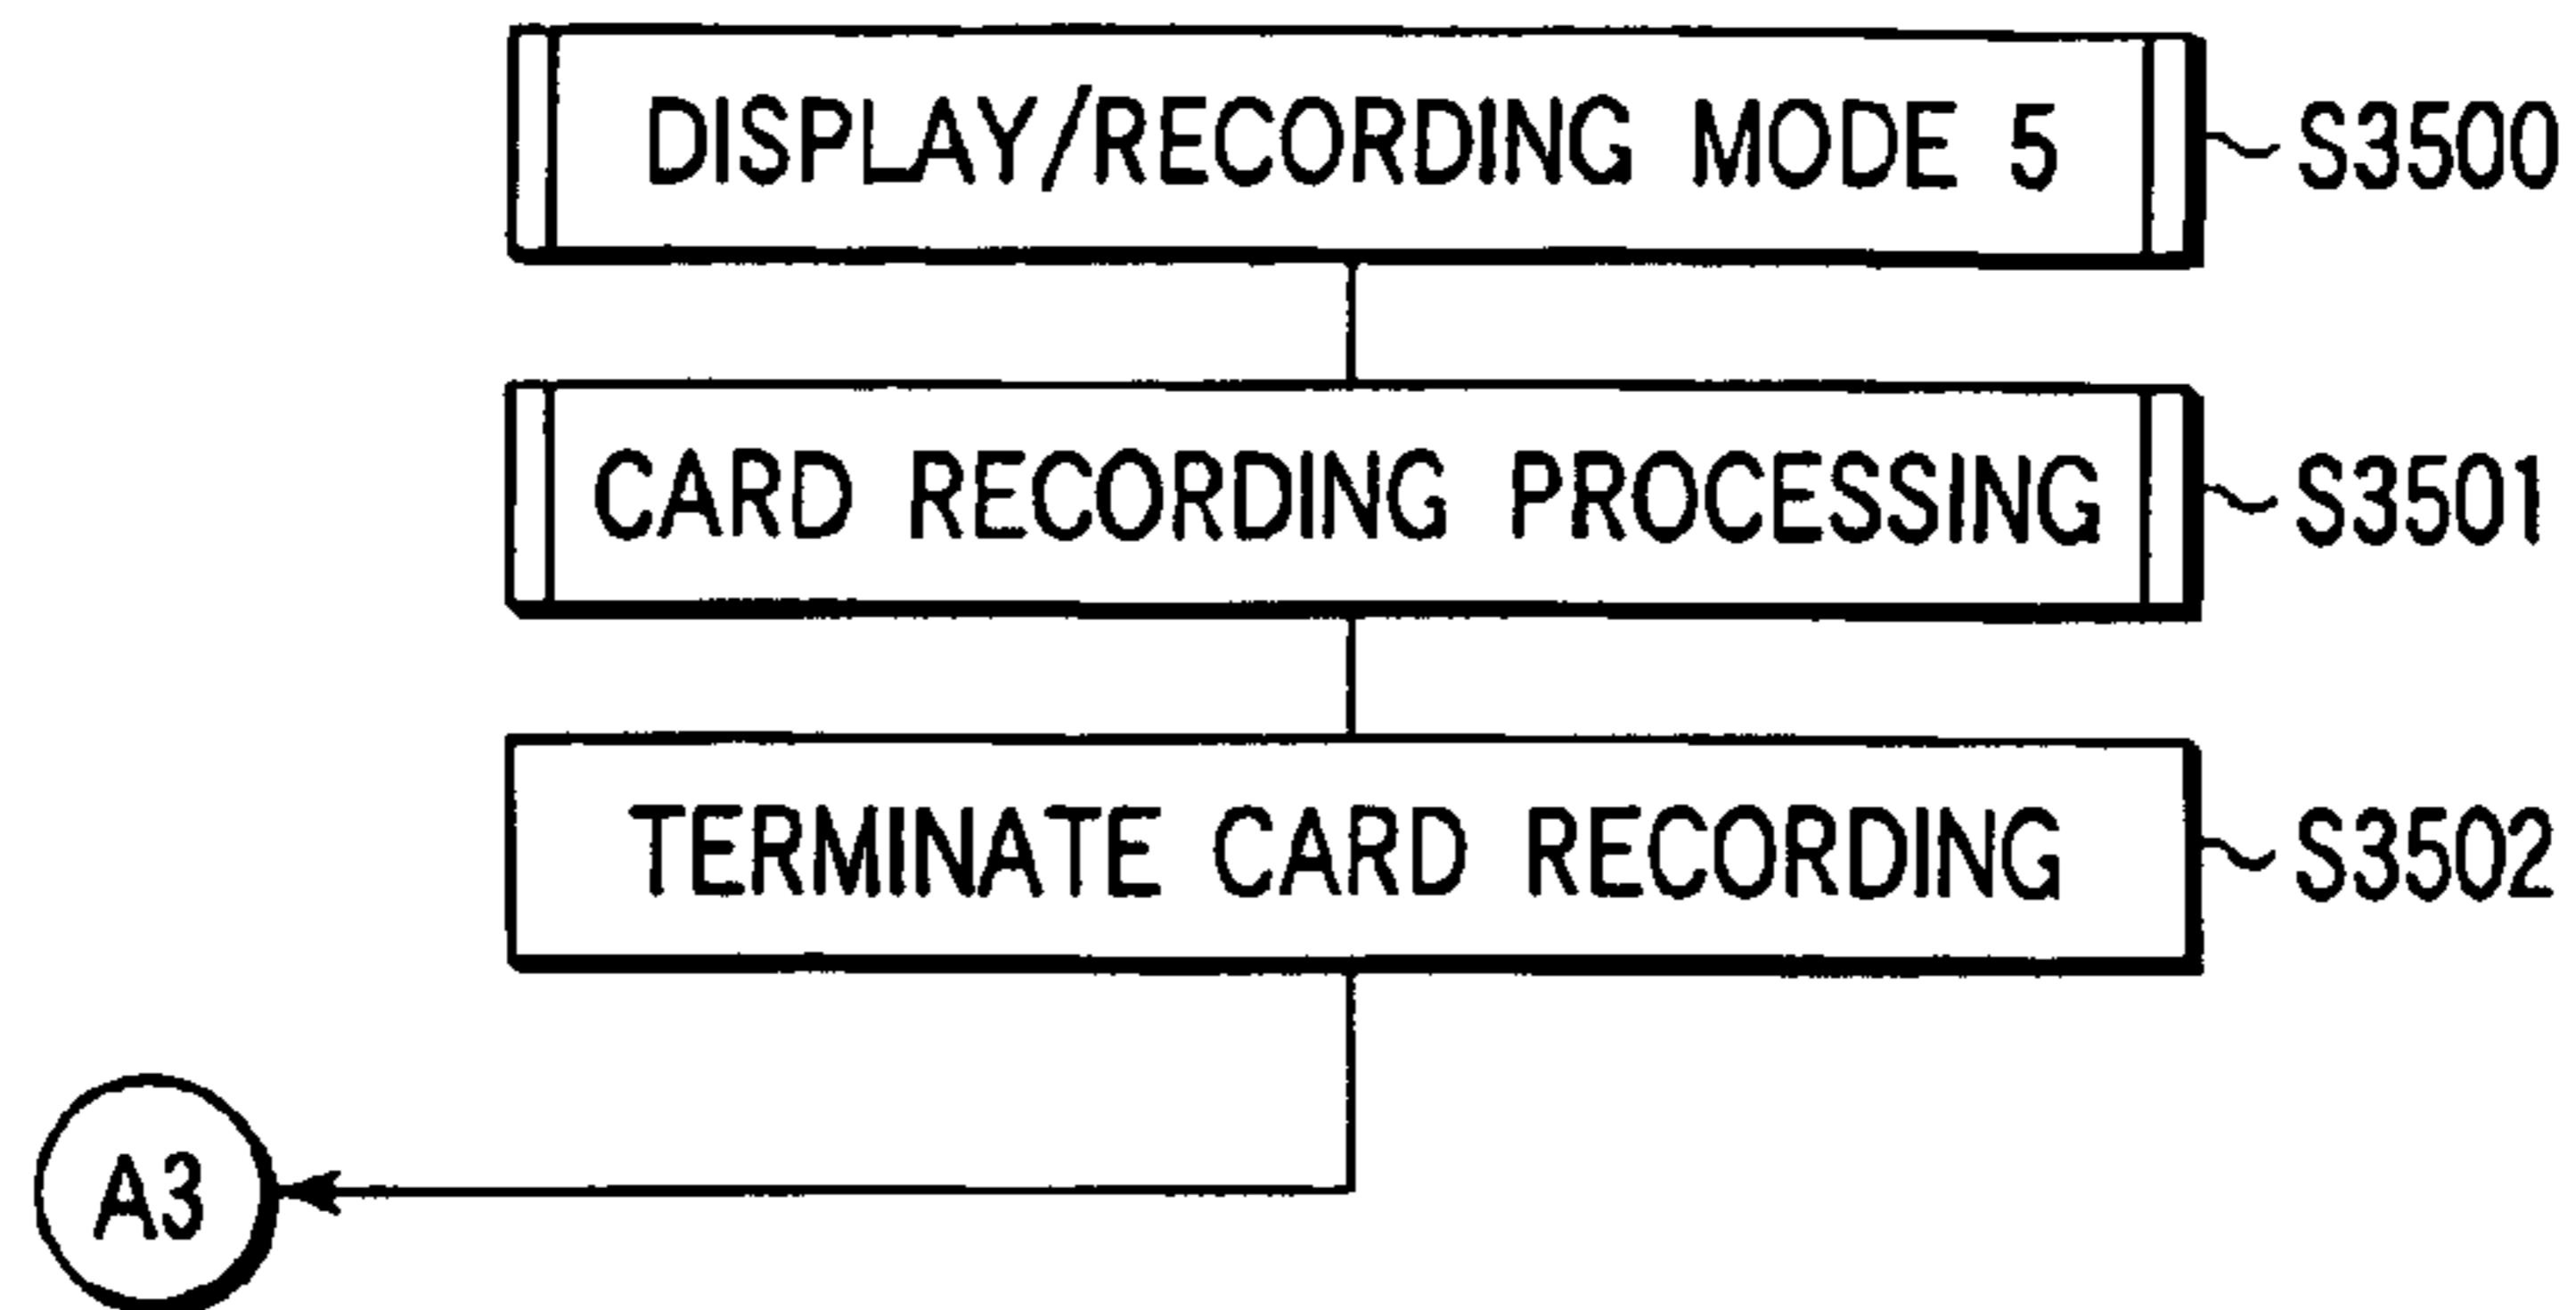 DISPLAY/RECORDING MODE 5 S3500
CARD RECORDING PROCESSING S3501
TERMINATE CARD RECORDING S3502
A3